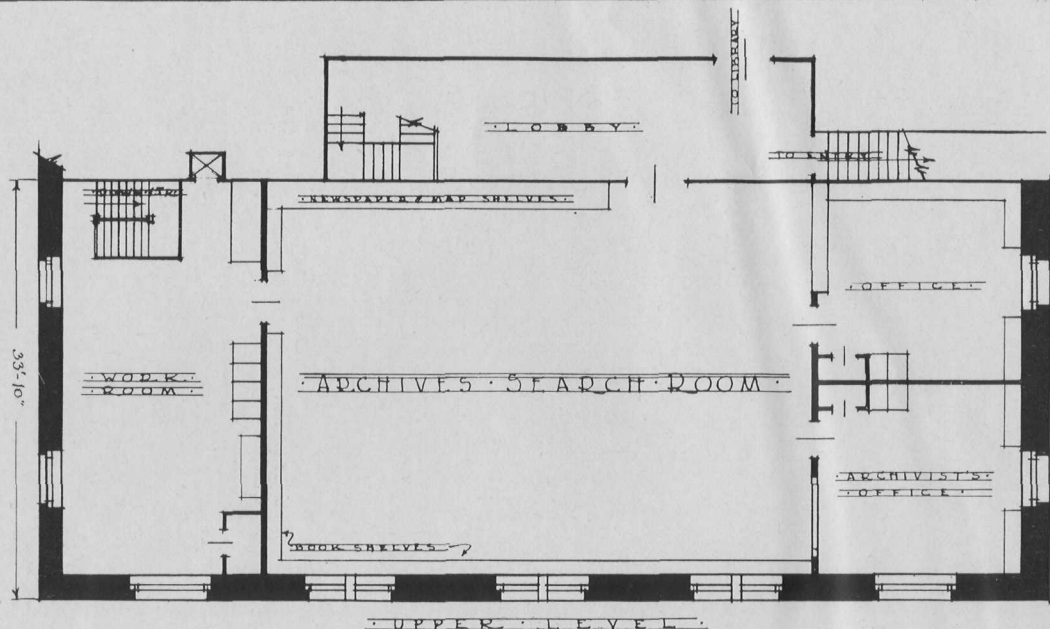 TO LIBRARY
· LOBBY ·
TO ENTRY
· NEWSPAPER & MAP SHELVES ·
· OFFICE ·
33'-10"
· WORK ·
ROOM ·
· ARCHIVES · SEARCH · ROOM ·
· ARCHIVIST'S ·
· OFFICE ·
BOOK SHELVES
· UPPER · LEVEL ·